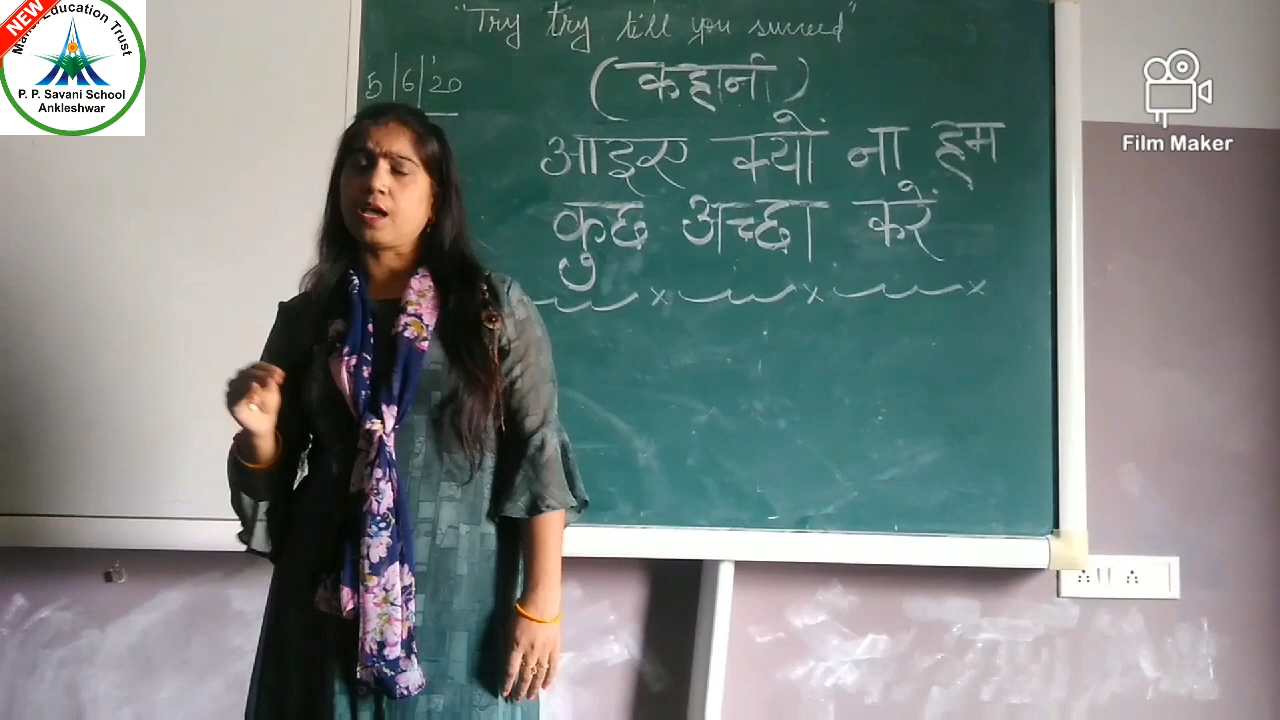 NEW
Education Trust
P. P. Savani School
Ankleshwar
"Try try till you succeed"
5/6/'20
(कहानी)
आइए क्यों ना हम
कुछ अच्छा करें
Film Maker